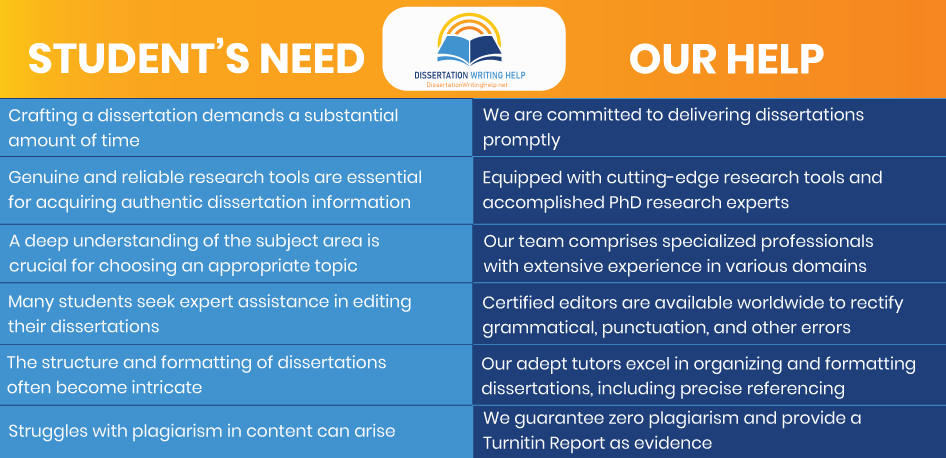 STUDENT'S NEED
DISSERTATION WRITING HELP
DissertationWritinghelp.net
OUR HELP
Crafting a dissertation demands a substantial
amount of time
We are committed to delivering dissertations
promptly
Genuine and reliable research tools are essential
for acquiring authentic dissertation information
Equipped with cutting-edge research tools and
accomplished PhD research experts
A deep understanding of the subject area is
crucial for choosing an appropriate topic
Our team comprises specialized professionals
with extensive experience in various domains
Many students seek expert assistance in editing
their dissertations
Certified editors are available worldwide to rectify
grammatical, punctuation, and other errors
The structure and formatting of dissertations
often become intricate
Our adept tutors excel in organizing and formatting
dissertations, including precise referencing
Struggles with plagiarism in content can arise
We guarantee zero plagiarism and provide a
Turnitin Report as evidence